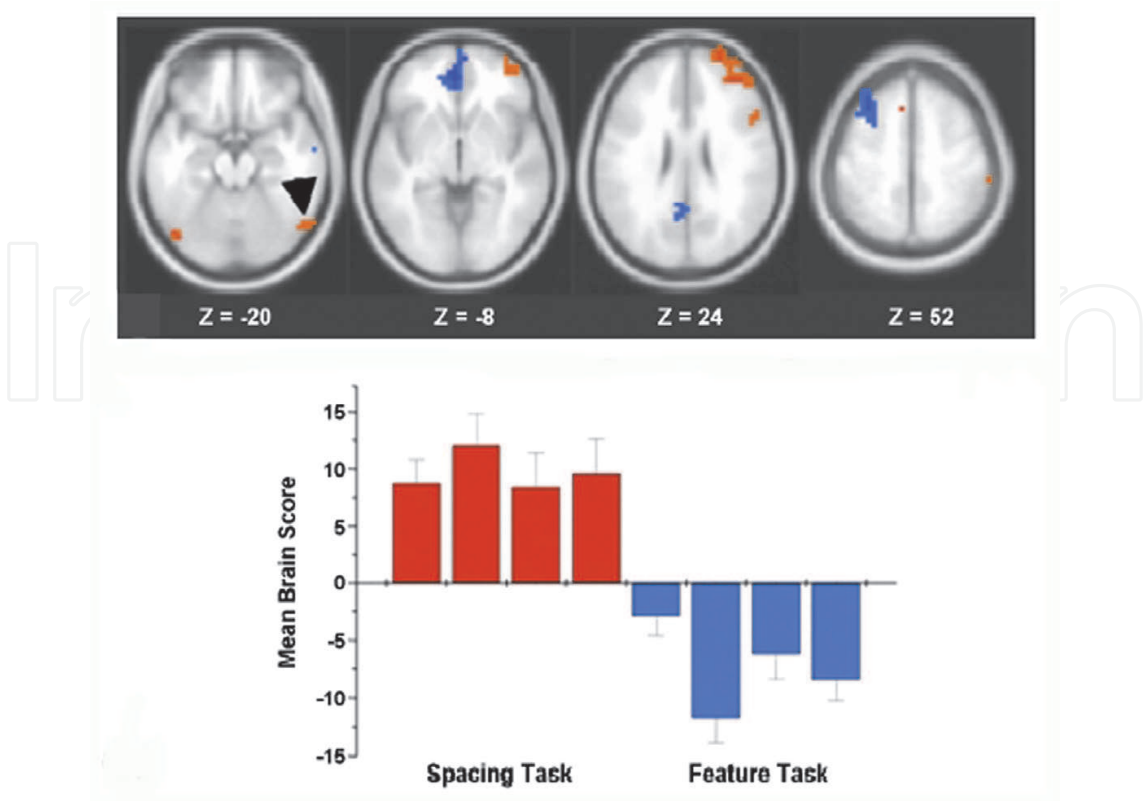 Z = -20
Z = -8
Z = 24
Z = 52
15
10
5
0
-5
-10
-15
Mean Brain Score
Spacing Task
Feature Task